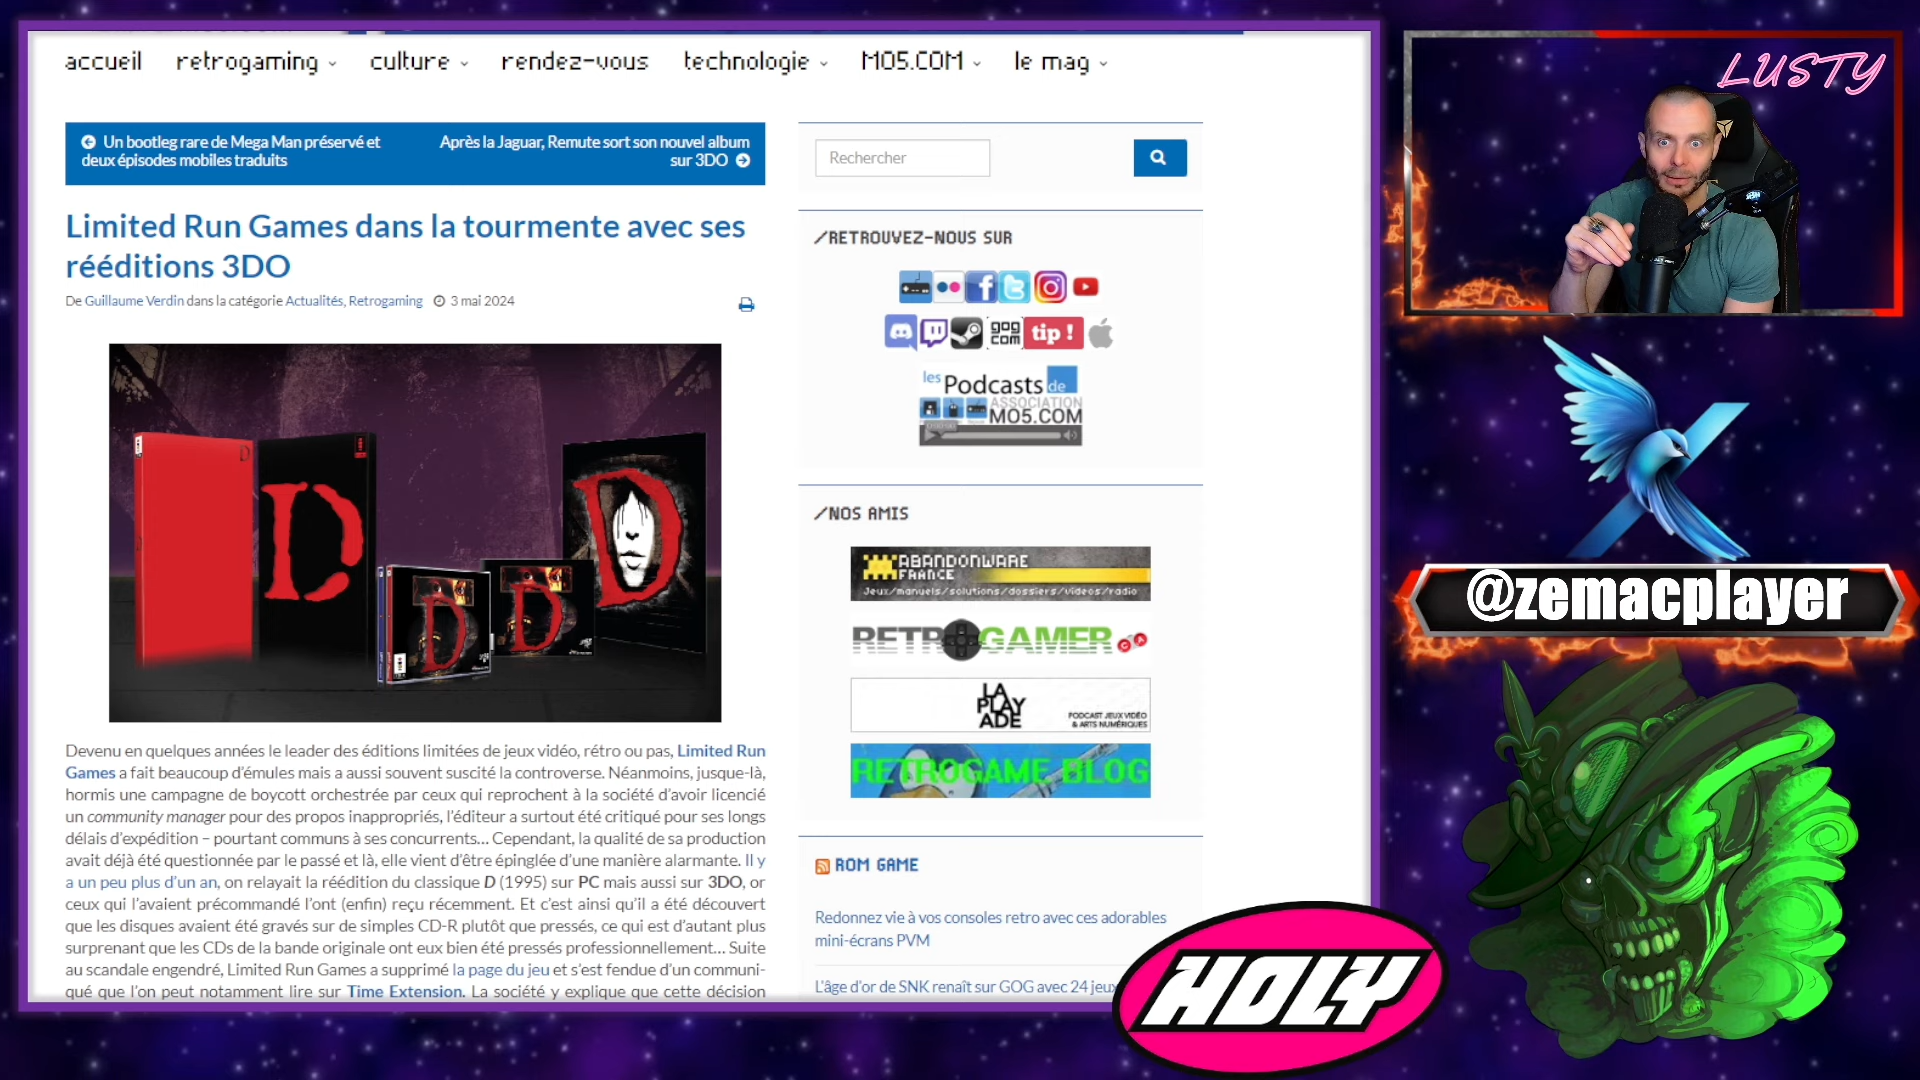 accueil
retrogaming
culture
rendez-vous
technologie
MO5.COM
le mag
Un bootleg rare de Mega Man préservé et
deux épisodes mobiles traduits
Après la Jaguar, Remute sort son nouvel album
sur 3DO
Limited Run Games dans la tourmente avec ses
rééditions 3DO
De Guillaume Verdin dans la catégorie Actualités, Retrogaming 3 mai 2024
D
D
D
D
Devenu en quelques années le leader des éditions limitées de jeux vidéo, rétro ou pas, Limited Run
Games a fait beaucoup d'émules mais a aussi souvent suscité la controverse. Néanmoins, jusque-là,
hormis une campagne de boycott orchestrée par ceux qui reprochent à la société d'avoir licencié
un community manager pour des propos inappropriés, l'éditeur a surtout été critiqué pour ses longs
délais d'expédition – pourtant communs à ses concurrents... Cependant, la qualité de sa production
avait déjà été questionnée par le passé et là, elle vient d'être épinglée d'une manière alarmante. Il y
a un peu plus d'un an, on relayait la réédition du classique D (1995) sur PC mais aussi sur 3DO, or
ceux qui l'avaient précommandé l'ont (enfin) reçu récemment. Et c'est ainsi qu'il a été découvert
que les disques avaient été gravés sur de simples CD-R plutôt que pressés, ce qui est d'autant plus
surprenant que les CDs de la bande originale ont eux bien été pressés professionnellement... Suite
au scandale engendré, Limited Run Games a supprimé la page du jeu et s'est fendue d'un communi-
qué que l'on peut notamment lire sur Time Extension. La société y explique que cette décision
Rechercher
/RETROUVEZ-NOUS SUR
gog
com
tip !
les Podcasts de
ASSOCIATION
MO5.COM
/NOS AMIS
ABANDONWARE
FRANCE
Jeux/manuels/solutions/dossiers/videos/radio
RETROGAMER
LA
PLAY
ADE
PODCAST JEUX VIDÉO
& ARTS NUMÉRIQUES
RETROGAME BLOG
ROM GAME
Redonnez vie à vos consoles retro avec ces adorables
mini-écrans PVM
L'âge d'or de SNK renaît sur GOG avec 24 jeux
LUSTY
@zemacplayer
HOLY